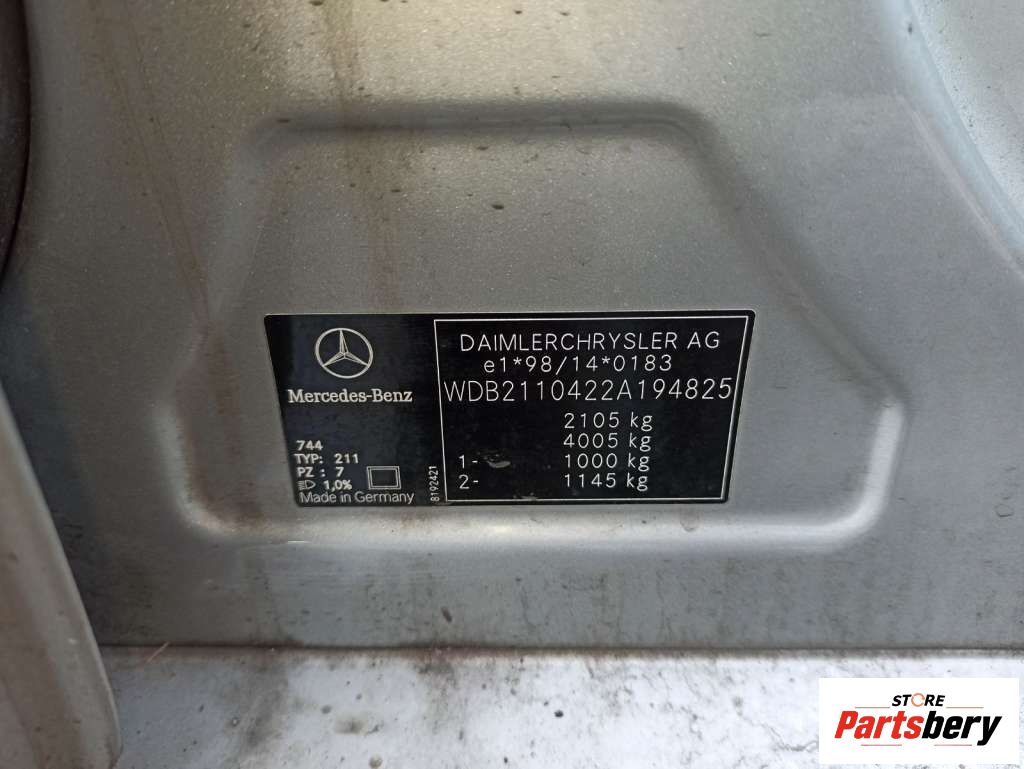 Mercedes-Benz
744
TYP: 211
PZ : 7
1,0%
Made in Germany
8192421
DAIMLERCHRYSLER AG
e1*98/14*0183
WDB2110422A194825
2105 kg
4005 kg
1- 1000 kg
2- 1145 kg
STORE
Partsbery